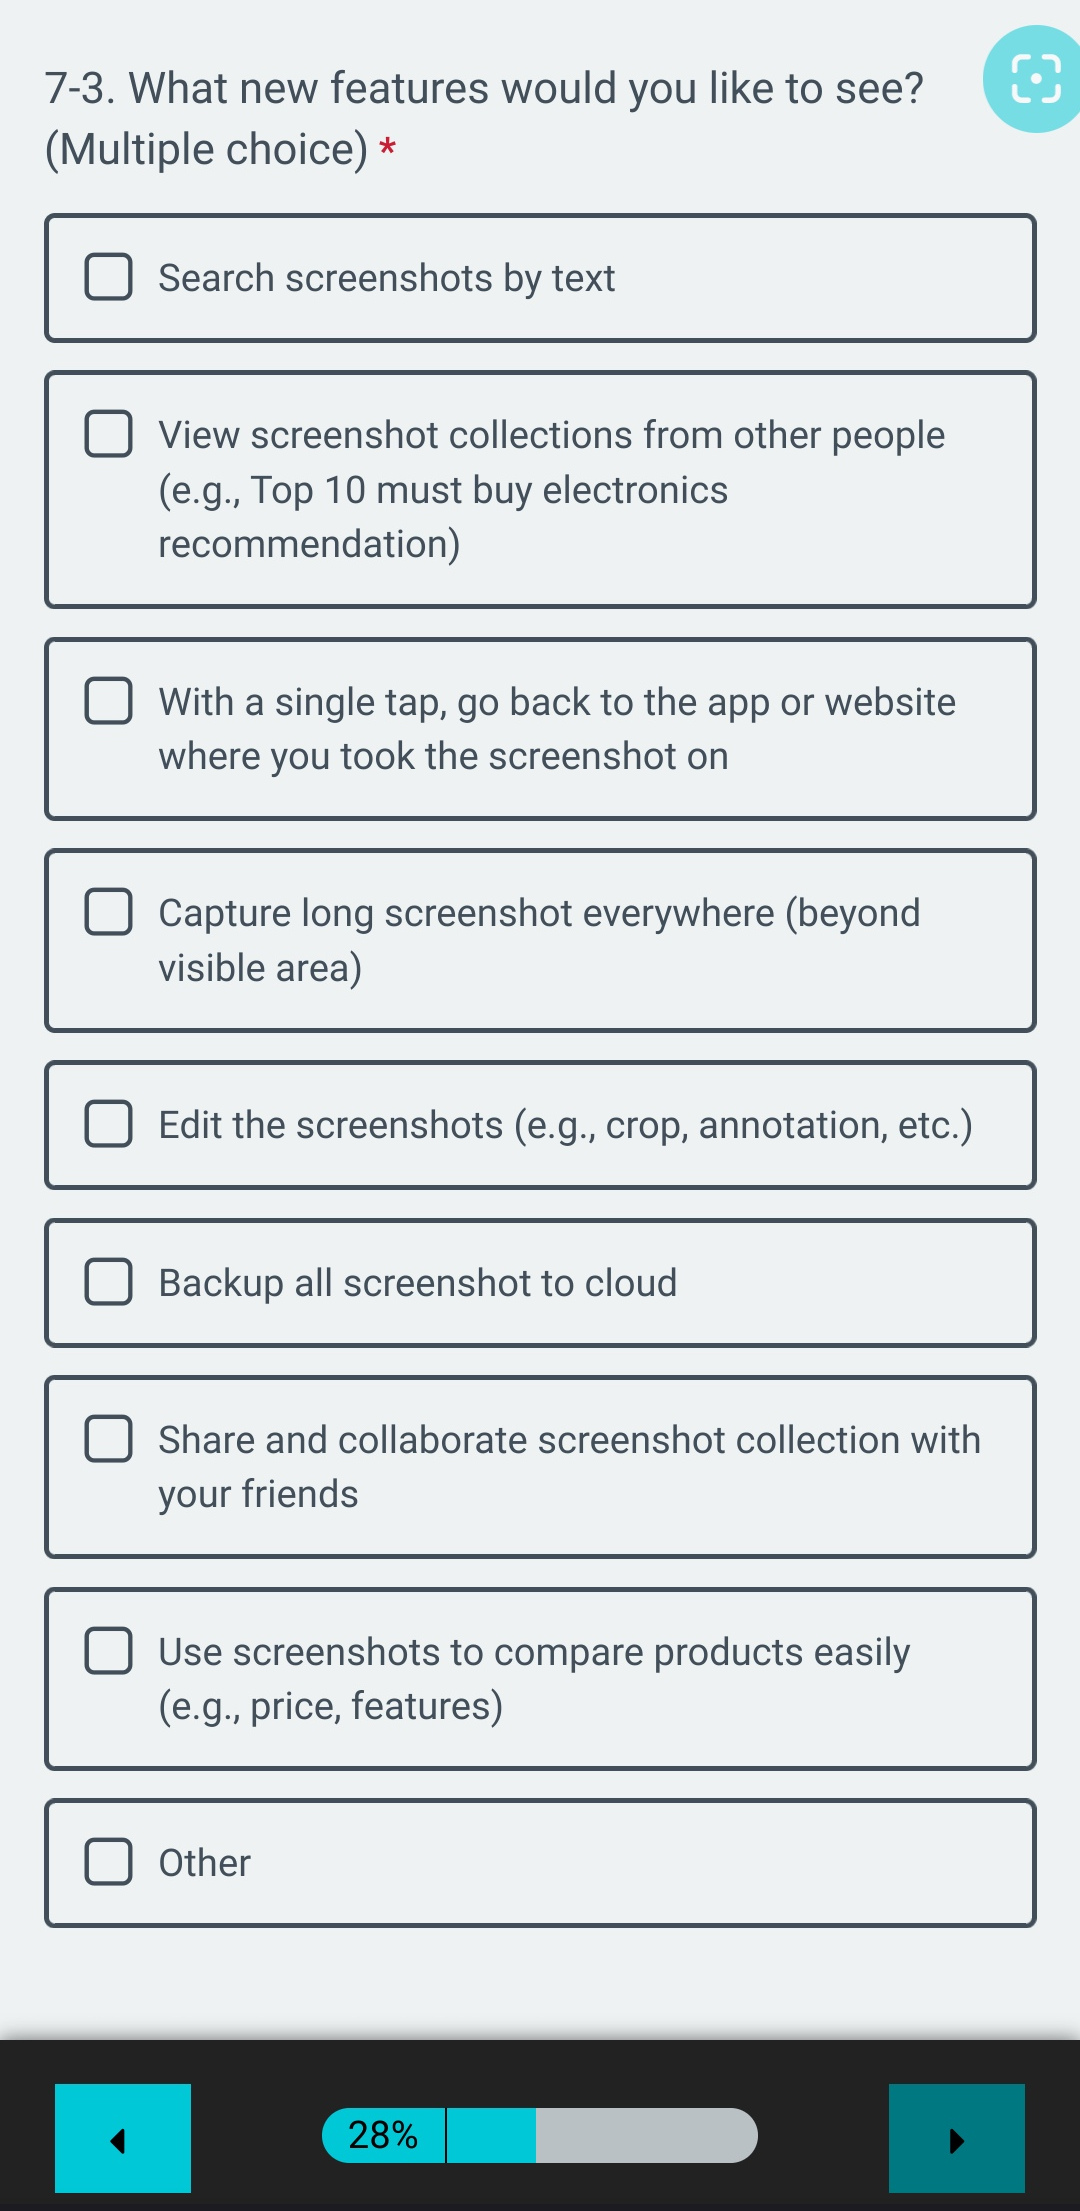 7-3. What new features would you like to see?
(Multiple choice) *
Search screenshots by text
View screenshot collections from other people
(e.g., Top 10 must buy electronics
recommendation)
With a single tap, go back to the app or website
where you took the screenshot on
Capture long screenshot everywhere (beyond
visible area)
Edit the screenshots (e.g., crop, annotation, etc.)
Backup all screenshot to cloud
Share and collaborate screenshot collection with
your friends
Use screenshots to compare products easily
(e.g., price, features)
Other
28%